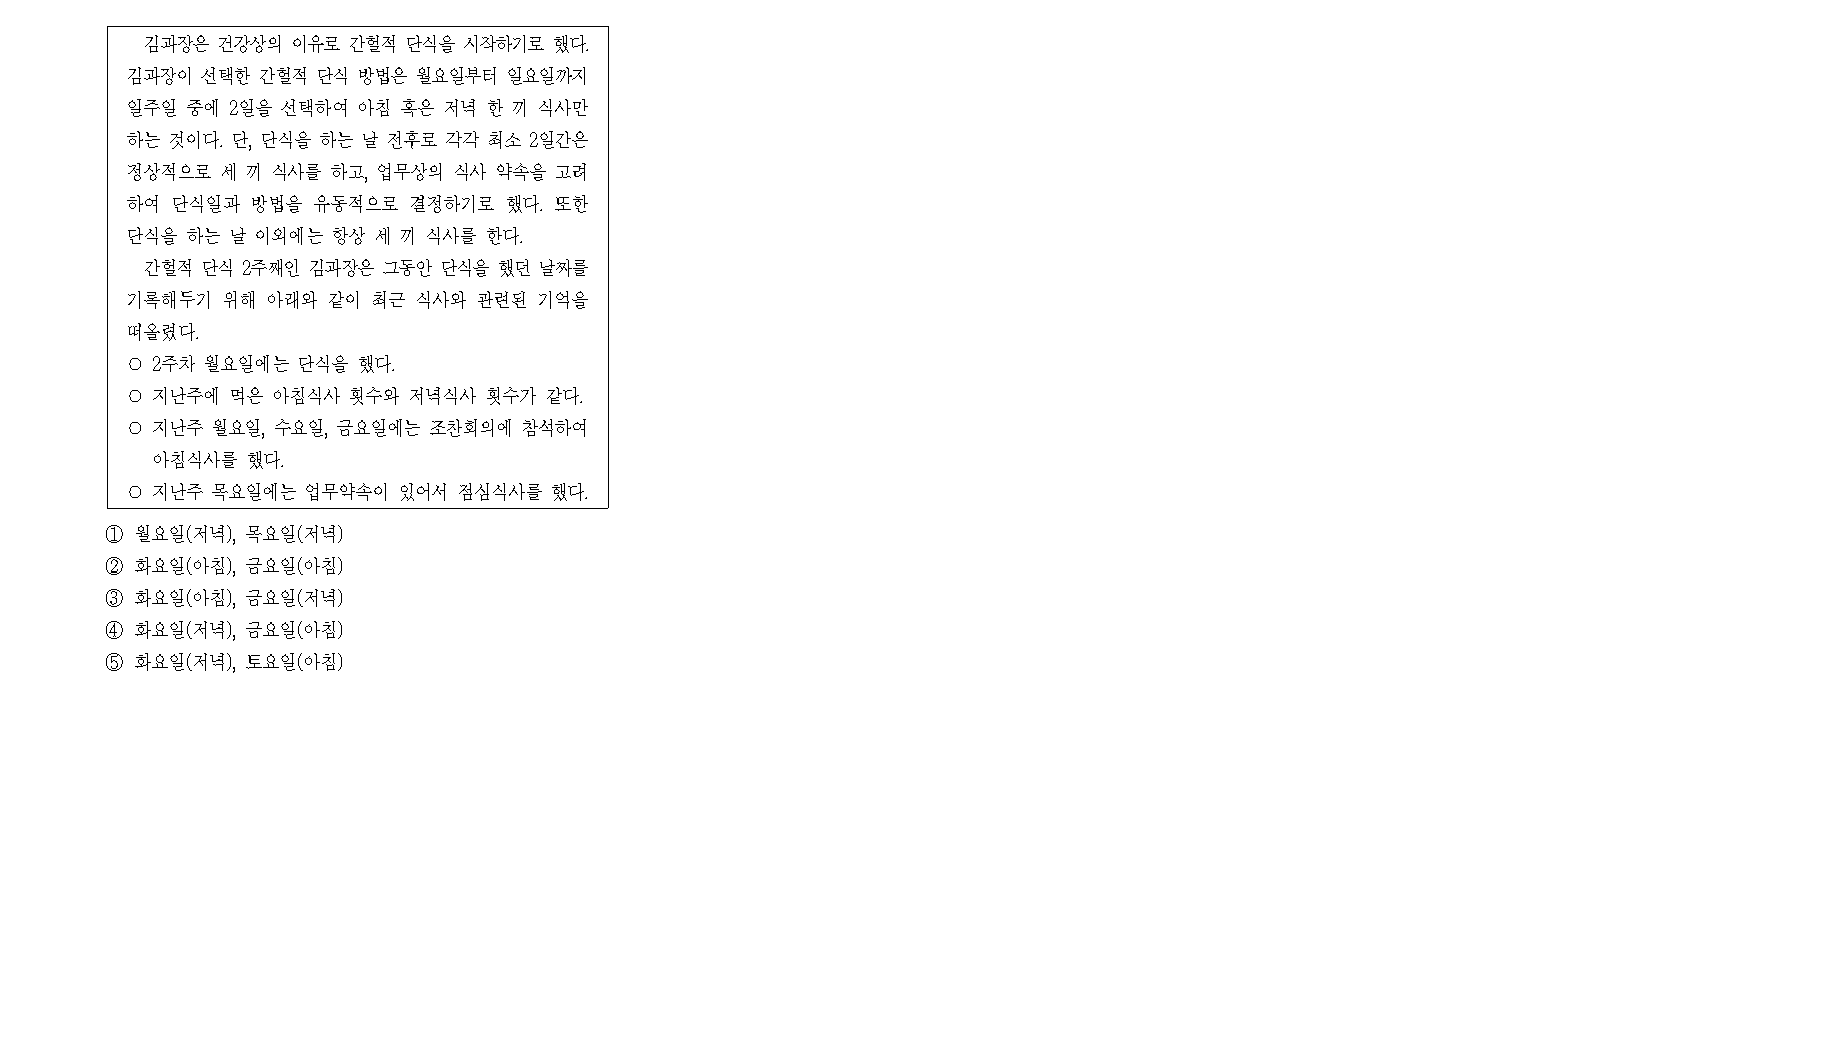 김과장은 건강상의 이유로 간헐적 단식을 시작하기로 했다.
김과장이 선택한 간헐적 단식 방법은 월요일부터 일요일까지
일주일 중에 2일을 선택하여 아침 혹은 저녁 한 끼 식사만
하는 것이다. 단, 단식을 하는 날 전후로 각각 최소 2일간은
정상적으로 세 끼 식사를 하고, 업무상의 식사 약속을 고려
하여 단식일과 방법을 유동적으로 결정하기로 했다. 또한
단식을 하는 날 이외에는 항상 세 끼 식사를 한다.
간헐적 단식 2주째인 김과장은 그동안 단식을 했던 날짜를
기록해두기 위해 아래와 같이 최근 식사와 관련된 기억을
떠올렸다.
○ 2주차 월요일에는 단식을 했다.
○ 지난주에 먹은 아침식사 횟수와 저녁식사 횟수가 같다.
○ 지난주 월요일, 수요일, 금요일에는 조찬회의에 참석하여
아침식사를 했다.
○ 지난주 목요일에는 업무약속이 있어서 점심식사를 했다.
① 월요일(저녁), 목요일(저녁)
② 화요일(아침), 금요일(아침)
③ 화요일(아침), 금요일(저녁)
④ 화요일(저녁), 금요일(아침)
⑤ 화요일(저녁), 토요일(아침)